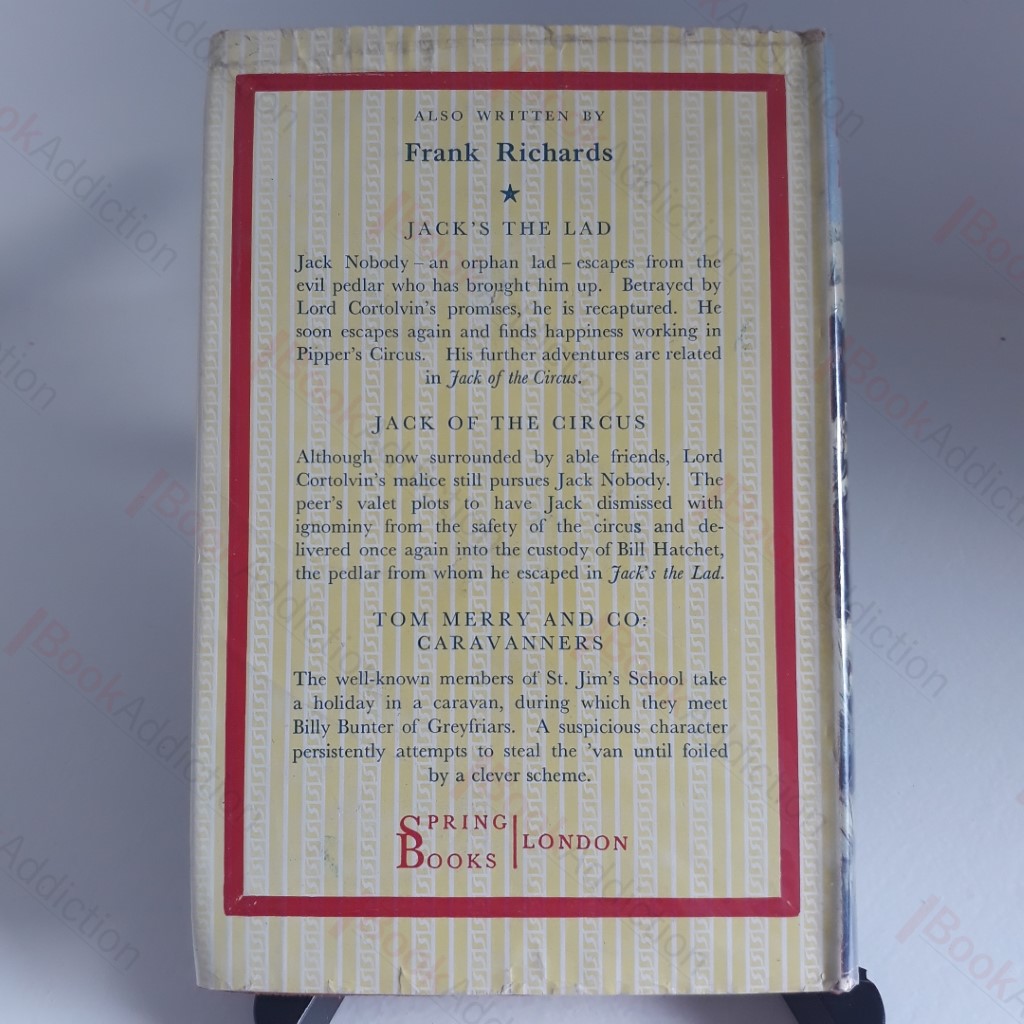 ALSO WRITTEN BY
Frank Richards
JACK'S THE LAD
Jack Nobody – an orphan lad – escapes from the
evil pedlar who has brought him up. Betrayed by
Lord Cortolvin's promises, he is recaptured. He
soon escapes again and finds happiness working in
Pipper's Circus. His further adventures are related
in Jack of the Circus.
JACK OF THE CIRCUS
Although now surrounded by able friends, Lord
Cortolvin's malice still pursues Jack Nobody. The
peer's valet plots to have Jack dismissed with
ignominy from the safety of the circus and de-
livered once again into the custody of Bill Hatchet,
the pedlar from whom he escaped in Jack's the Lad.
TOM MERRY AND CO:
CARAVANNERS
The well-known members of St. Jim's School take
a holiday in a caravan, during which they meet
Billy Bunter of Greyfriars. A suspicious character
persistently attempts to steal the 'van until foiled
by a clever scheme.
SPRING BOOKS | LONDON
BookAddiction